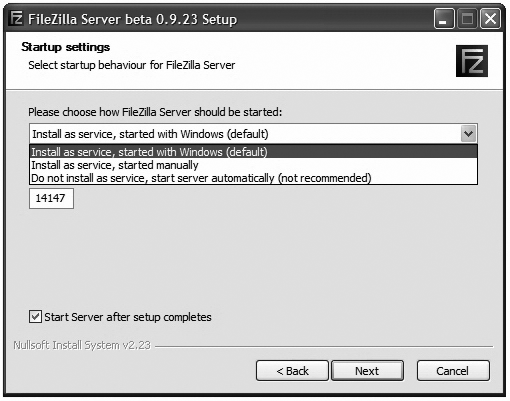 FileZilla Server beta 0.9.23 Setup
Startup settings
Select startup behaviour for FileZilla Server
Please choose how FileZilla Server should be started:
Install as service, started with Windows (default)
Install as service, started with Windows (default)
Install as service, started manually
Do not install as service, start server automatically (not recommended)
14147
Start Server after setup completes
Nullsoft Install System v2.23
< Back
Next
Cancel